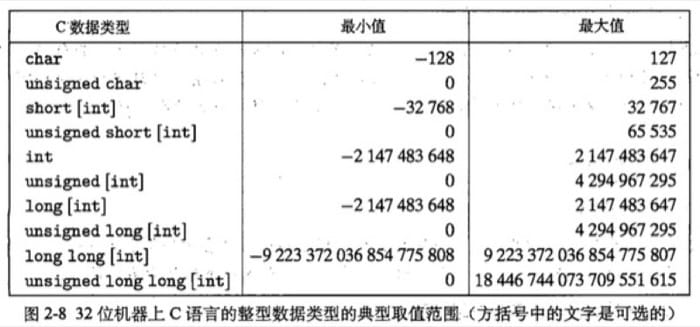 C 数据类型 最小值 最大值
char −128 127
unsigned char 0 255
short [int] −32 768 32 767
unsigned short [int] 0 65 535
int −2 147 483 648 2 147 483 647
unsigned [int] 0 4 294 967 295
long [int] −2 147 483 648 2 147 483 647
unsigned long [int] 0 4 294 967 295
long long [int] −9 223 372 036 854 775 808 9 223 372 036 854 775 807
unsigned long long [int] 0 18 446 744 073 709 551 615
图 2-8 32 位机器上 C 语言的整型数据类型的典型取值范围（方括号中的文字是可选的）